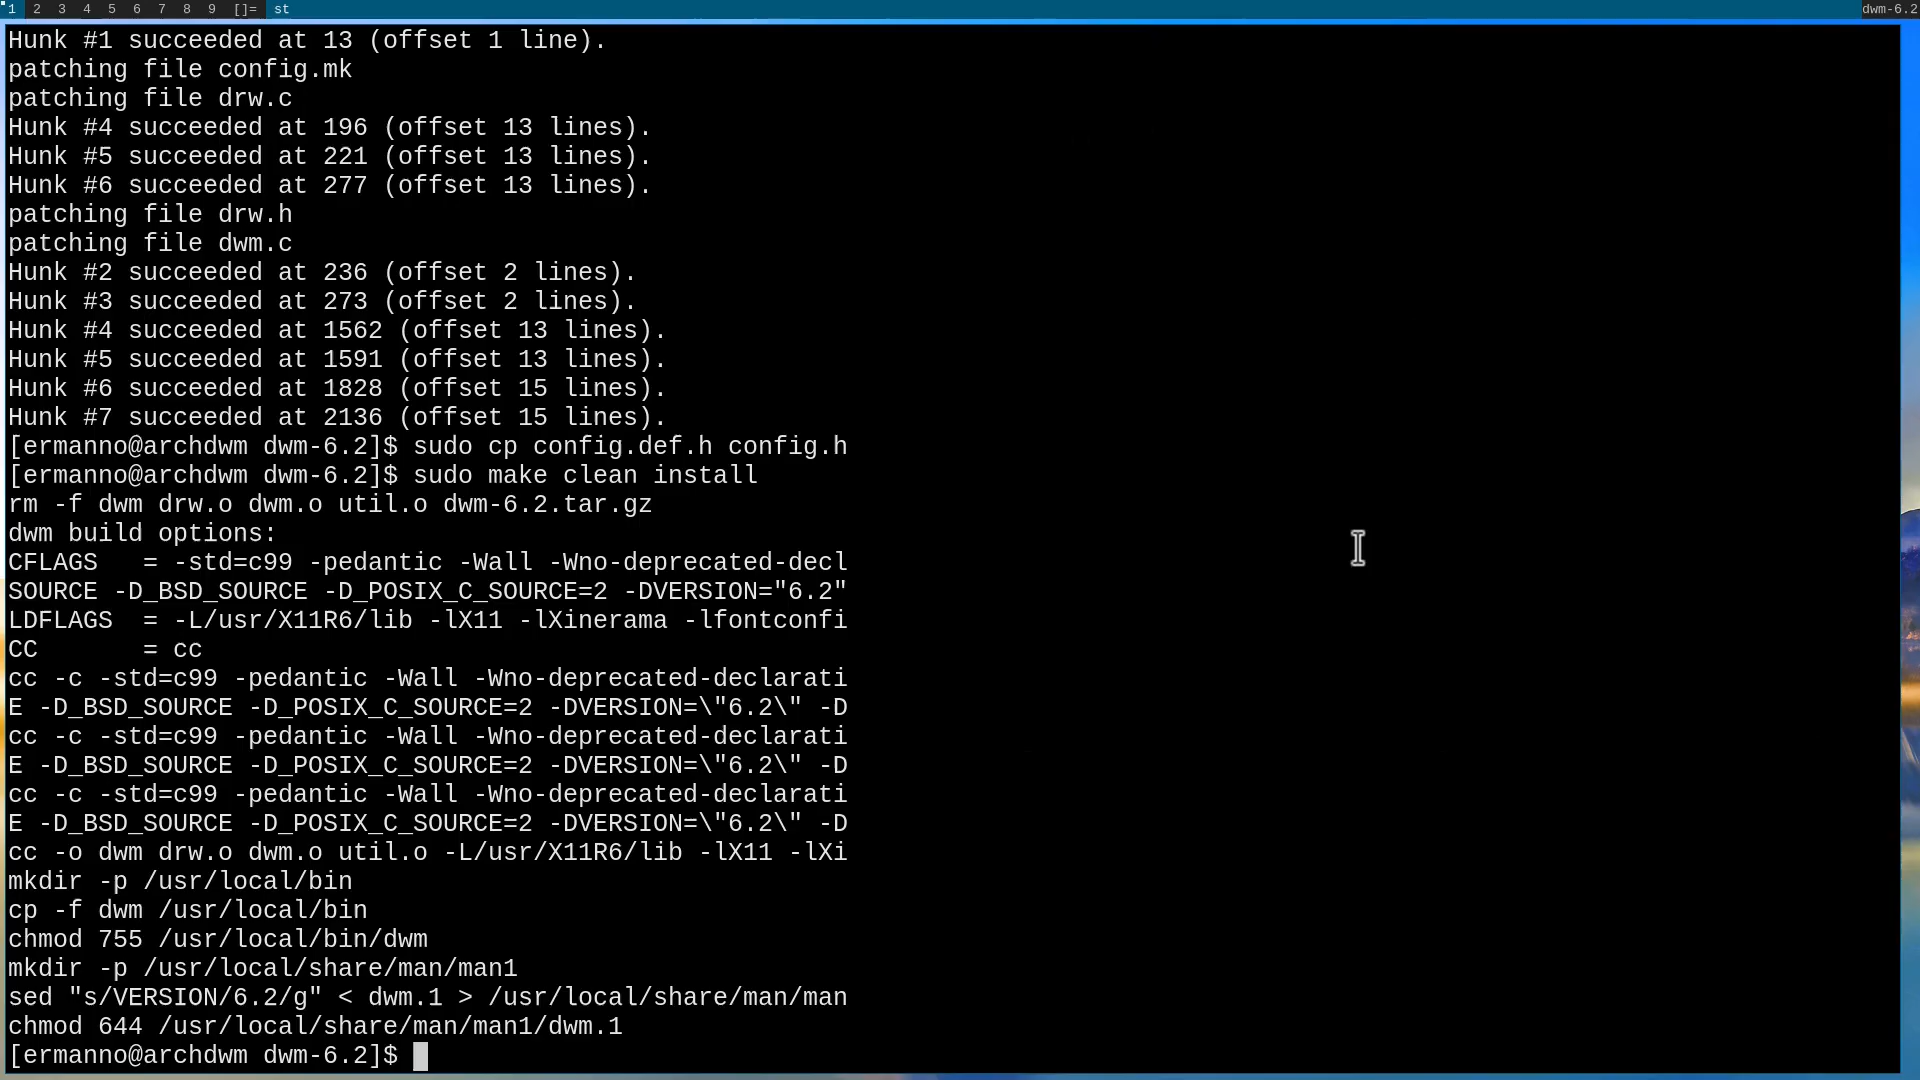 1 2 3 4 5 6 7 8 9 []= st dwm-6.2
Hunk #1 succeeded at 13 (offset 1 line).
patching file config.mk
patching file drw.c
Hunk #4 succeeded at 196 (offset 13 lines).
Hunk #5 succeeded at 221 (offset 13 lines).
Hunk #6 succeeded at 277 (offset 13 lines).
patching file drw.h
patching file dwm.c
Hunk #2 succeeded at 236 (offset 2 lines).
Hunk #3 succeeded at 273 (offset 2 lines).
Hunk #4 succeeded at 1562 (offset 13 lines).
Hunk #5 succeeded at 1591 (offset 13 lines).
Hunk #6 succeeded at 1828 (offset 15 lines).
Hunk #7 succeeded at 2136 (offset 15 lines).
[ermanno@archdwm dwm-6.2]$ sudo cp config.def.h config.h
[ermanno@archdwm dwm-6.2]$ sudo make clean install
rm -f dwm drw.o dwm.o util.o dwm-6.2.tar.gz
dwm build options:
CFLAGS   = -std=c99 -pedantic -Wall -Wno-deprecated-decl
SOURCE -D_BSD_SOURCE -D_POSIX_C_SOURCE=2 -DVERSION="6.2"
LDFLAGS  = -L/usr/X11R6/lib -lX11 -lXinerama -lfontconfi
CC       = cc
cc -c -std=c99 -pedantic -Wall -Wno-deprecated-declarati
E -D_BSD_SOURCE -D_POSIX_C_SOURCE=2 -DVERSION=\"6.2\" -D
cc -c -std=c99 -pedantic -Wall -Wno-deprecated-declarati
E -D_BSD_SOURCE -D_POSIX_C_SOURCE=2 -DVERSION=\"6.2\" -D
cc -c -std=c99 -pedantic -Wall -Wno-deprecated-declarati
E -D_BSD_SOURCE -D_POSIX_C_SOURCE=2 -DVERSION=\"6.2\" -D
cc -o dwm drw.o dwm.o util.o -L/usr/X11R6/lib -lX11 -lXi
mkdir -p /usr/local/bin
cp -f dwm /usr/local/bin
chmod 755 /usr/local/bin/dwm
mkdir -p /usr/local/share/man/man1
sed "s/VERSION/6.2/g" < dwm.1 > /usr/local/share/man/man
chmod 644 /usr/local/share/man/man1/dwm.1
[ermanno@archdwm dwm-6.2]$